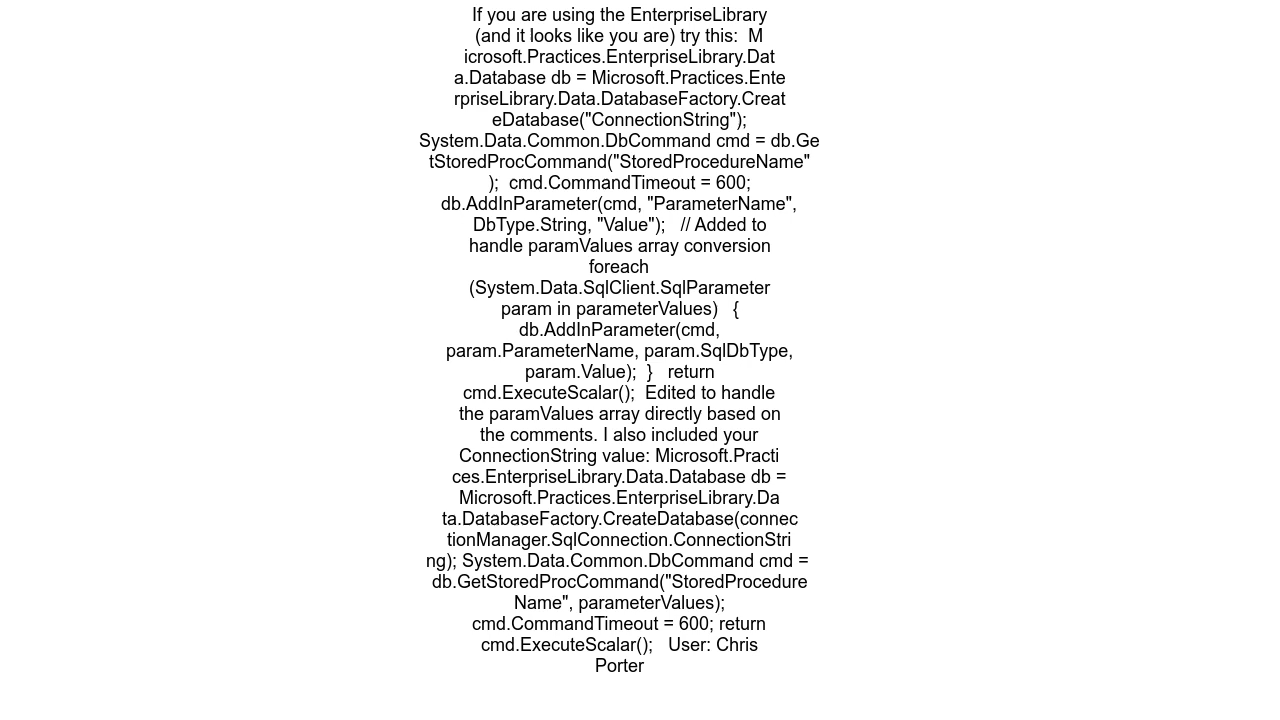 If you are using the EnterpriseLibrary
(and it looks like you are) try this:  M
icrosoft.Practices.EnterpriseLibrary.Dat
a.Database db = Microsoft.Practices.Ente
rpriseLibrary.Data.DatabaseFactory.Creat
eDatabase("ConnectionString");
System.Data.Common.DbCommand cmd = db.Ge
tStoredProcCommand("StoredProcedureName"
);  cmd.CommandTimeout = 600;
db.AddInParameter(cmd, "ParameterName",
DbType.String, "Value");   // Added to
handle paramValues array conversion
foreach
(System.Data.SqlClient.SqlParameter
param in parameterValues)   {
db.AddInParameter(cmd,
param.ParameterName, param.SqlDbType,
param.Value);  }   return
cmd.ExecuteScalar();  Edited to handle
the paramValues array directly based on
the comments. I also included your
ConnectionString value: Microsoft.Practi
ces.EnterpriseLibrary.Data.Database db =
Microsoft.Practices.EnterpriseLibrary.Da
ta.DatabaseFactory.CreateDatabase(connec
tionManager.SqlConnection.ConnectionStri
ng); System.Data.Common.DbCommand cmd =
db.GetStoredProcCommand("StoredProcedure
Name", parameterValues);
cmd.CommandTimeout = 600; return
cmd.ExecuteScalar();   User: Chris
Porter